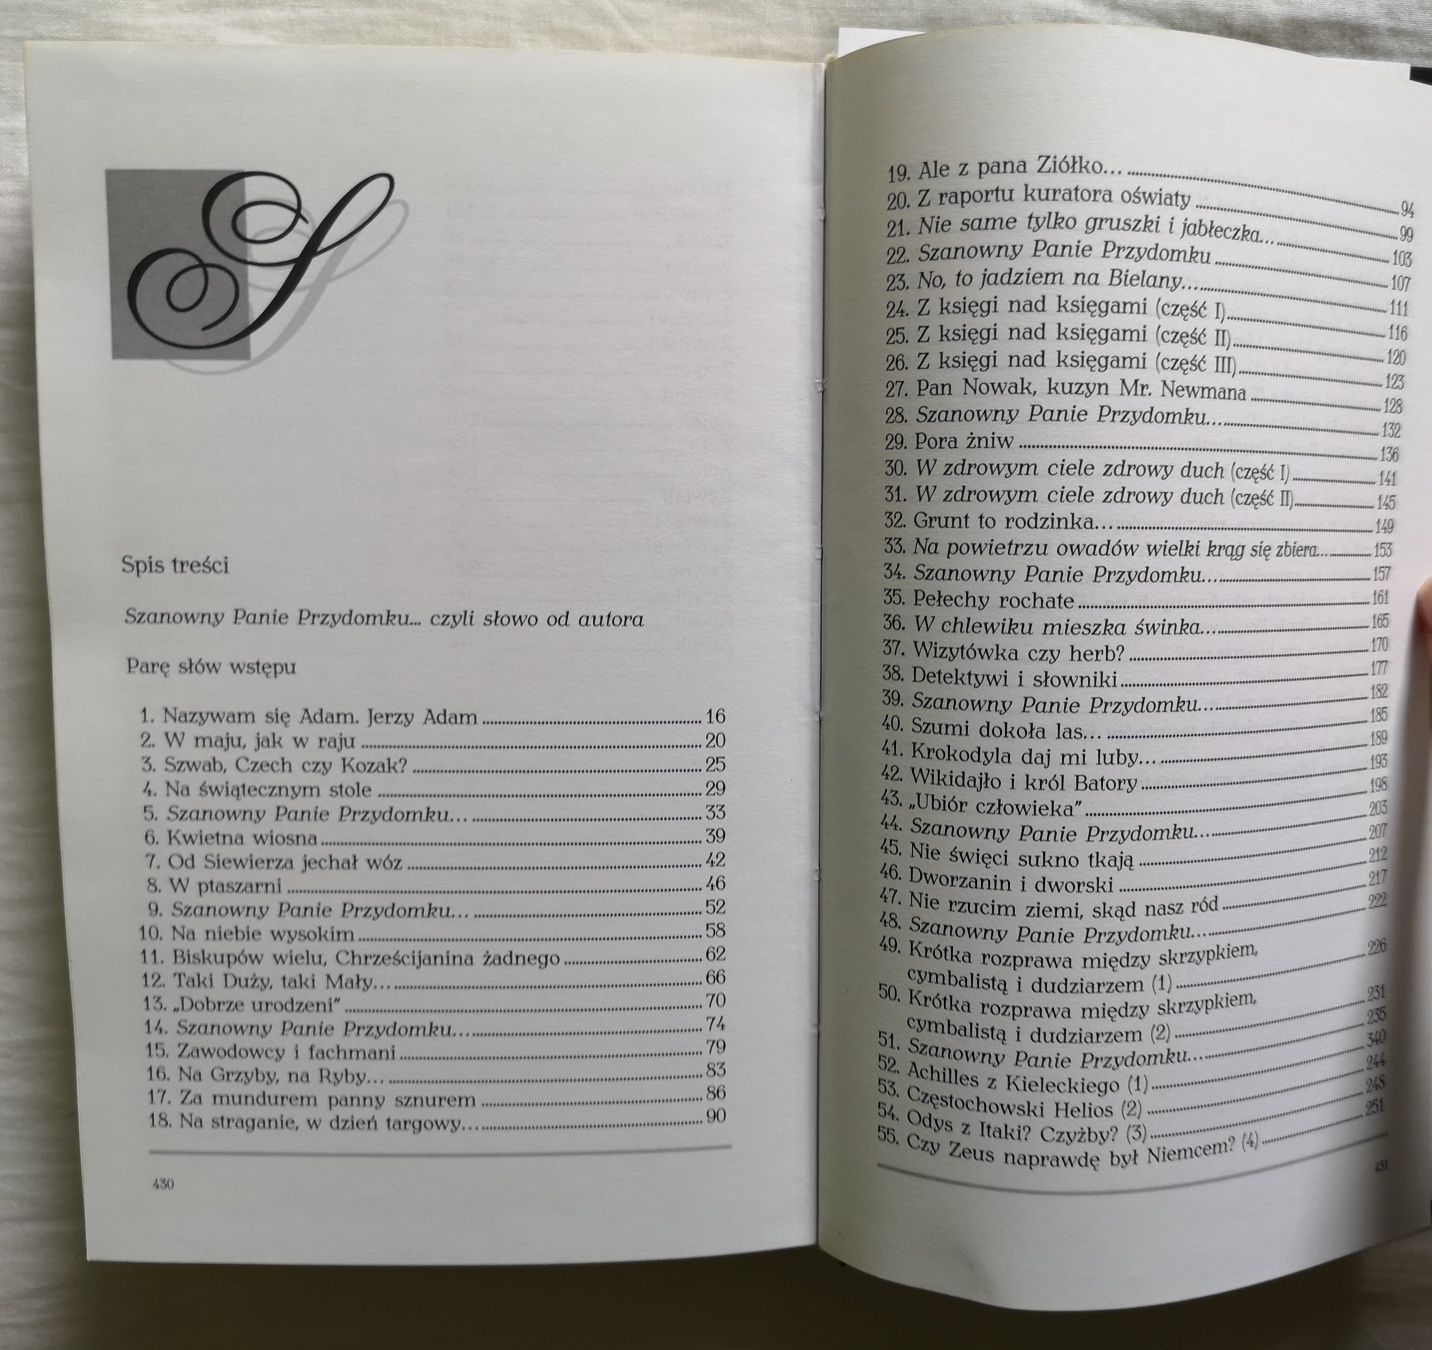 S
Spis treści
Szanowny Panie Przydomku... czyli słowo od autora
Parę słów wstępu
1. Nazywam się Adam. Jerzy Adam 16
2. W maju, jak w raju 20
3. Szwab, Czech czy Kozak? 25
4. Na świątecznym stole 29
5. Szanowny Panie Przydomku... 33
6. Kwietna wiosna 39
7. Od Siewierza jechał wóz 42
8. W ptaszarni 46
9. Szanowny Panie Przydomku... 52
10. Na niebie wysokim 58
11. Biskupów wielu, Chrześcijanina żadnego 62
12. Taki Duży, taki Mały... 66
13. „Dobrze urodzeni” 70
14. Szanowny Panie Przydomku... 74
15. Zawodowcy i fachmani 79
16. Na Grzyby, na Ryby... 83
17. Za mundurem panny sznurem 86
18. Na straganie, w dzień targowy... 90
430
19. Ale z pana Ziółko... 94
20. Z raportu kuratora oświaty 99
21. Nie same tylko gruszki i jabłeczka... 103
22. Szanowny Panie Przydomku 107
23. No, to jadziem na Bielany... 111
24. Z księgi nad księgami (część I) 116
25. Z księgi nad księgami (część II) 120
26. Z księgi nad księgami (część III) 123
27. Pan Nowak, kuzyn Mr. Newmana 128
28. Szanowny Panie Przydomku... 132
29. Pora żniw 136
30. W zdrowym ciele zdrowy duch (część I) 141
31. W zdrowym ciele zdrowy duch (część II) 145
32. Grunt to rodzinka... 149
33. Na powietrzu owadów wielki krąg się zbiera... 153
34. Szanowny Panie Przydomku... 157
35. Pełechy rochate 161
36. W chlewiku mieszka świnka... 165
37. Wizytówka czy herb? 170
38. Detektywi i słowniki 177
39. Szanowny Panie Przydomku... 182
40. Szumi dokoła las... 185
41. Krokodyla daj mi luby... 189
42. Wikidajło i król Batory 193
43. „Ubiór człowieka” 198
44. Szanowny Panie Przydomku... 203
45. Nie święci sukno tkają 207
46. Dworzanin i dworski 212
47. Nie rzucim ziemi, skąd nasz ród 217
48. Szanowny Panie Przydomku... 222
49. Krótka rozprawa między skrzypkiem,
cymbalistą i dudziarzem (1) 226
50. Krótka rozprawa między skrzypkiem,
cymbalistą i dudziarzem (2) 231
51. Szanowny Panie Przydomku... 235
52. Achilles z Kieleckiego (1) 340
53. Częstochowski Helios (2) 244
54. Odys z Itaki? Czyżby? (3) 248
55. Czy Zeus naprawdę był Niemcem? (4) 251
431